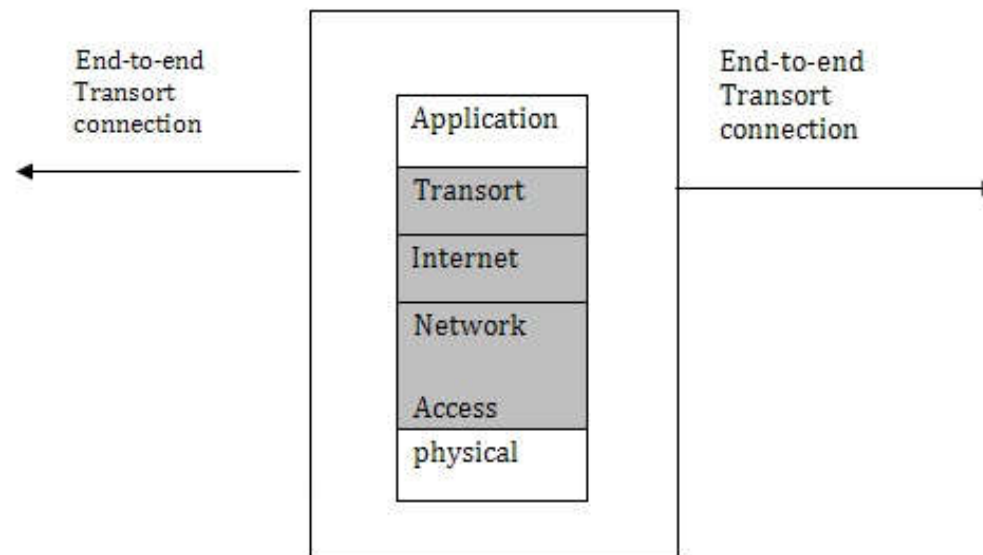 End-to-end
Transort
connection
End-to-end
Transort
connection
Application
Transort
Internet
Network
Access
physical